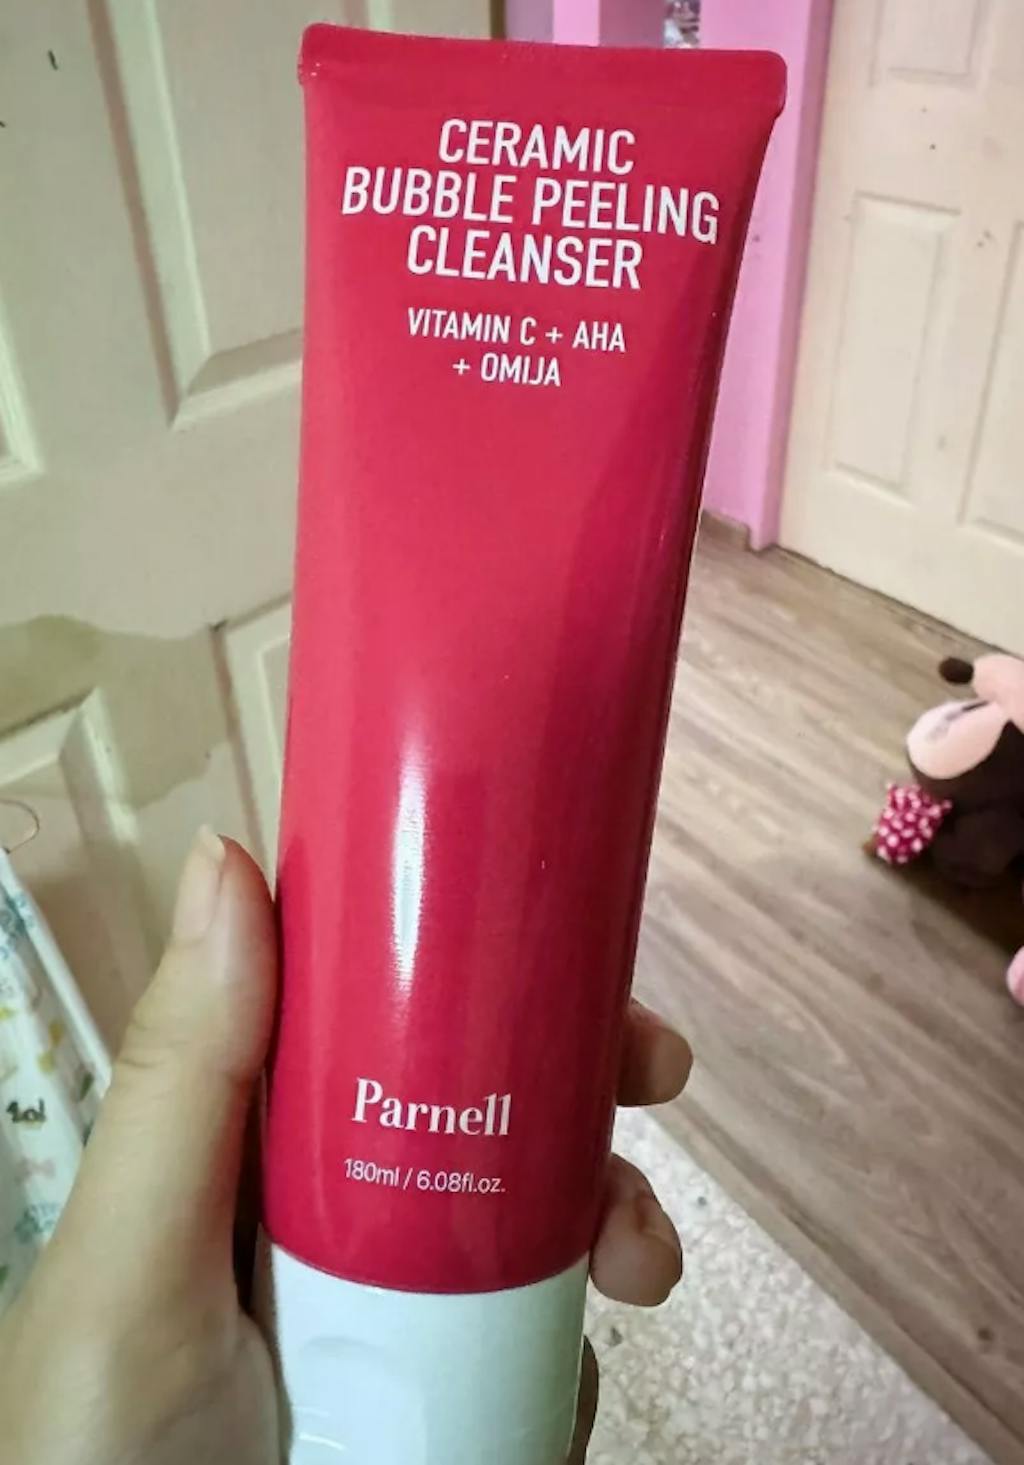 CERAMIC
BUBBLE PEELING
CLEANSER
VITAMIN C + AHA
+ OMIJA
Parnell
180ml / 6.08fl.oz.